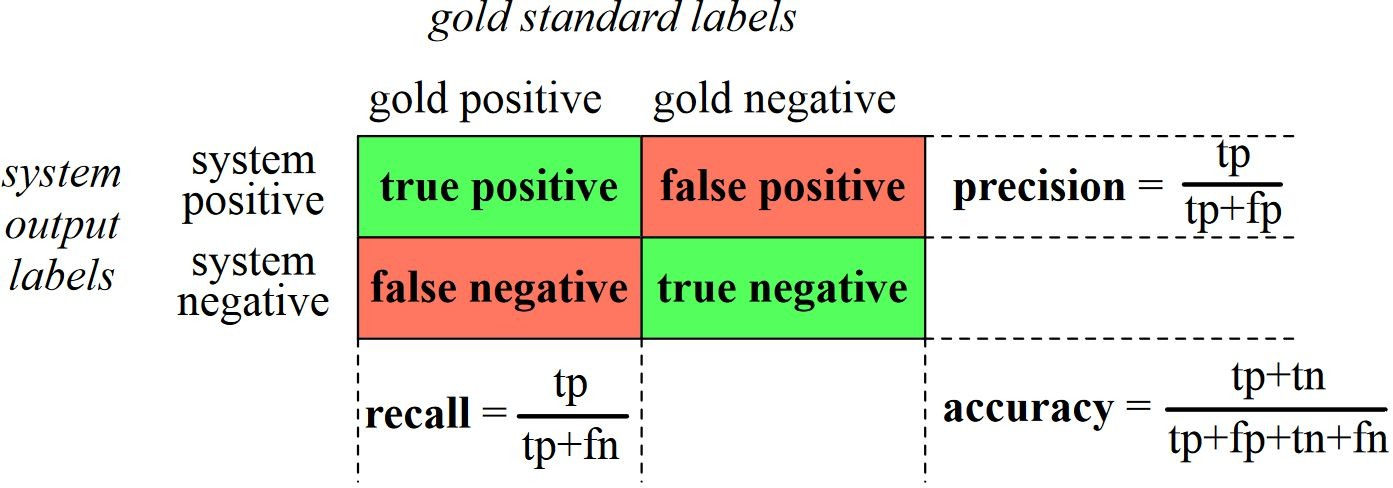 gold standard labels
gold positive gold negative
system output labels
system positive
true positive false positive
precision = tp / tp+fp
system negative
false negative true negative
recall = tp / tp+fn
accuracy = tp+tn / tp+fp+tn+fn